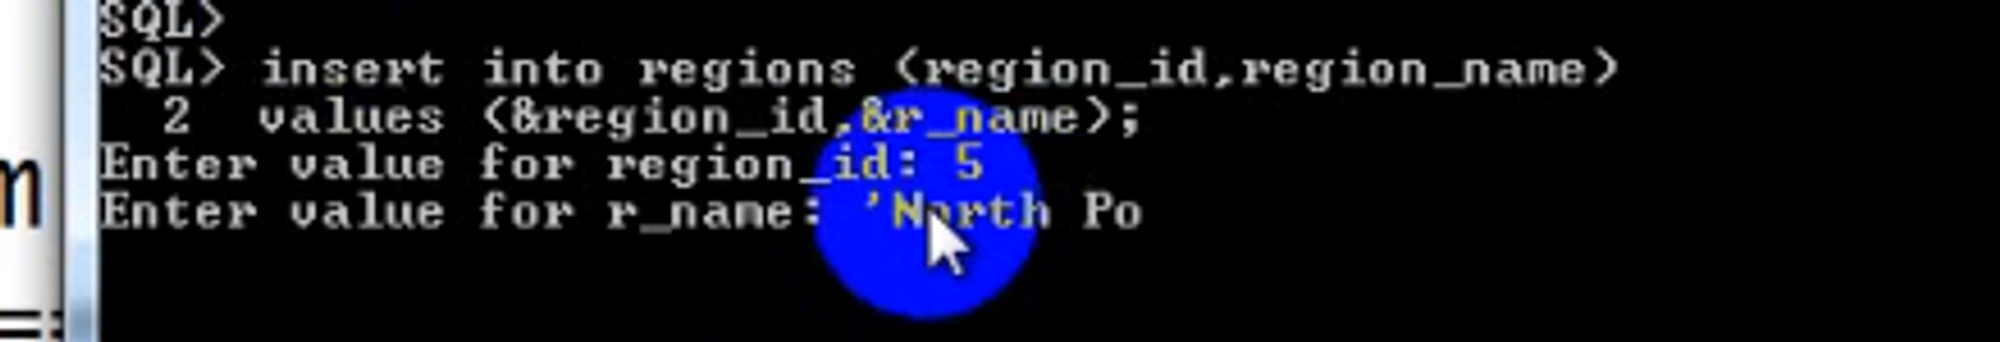 SQL>
SQL> insert into regions (region_id,region_name)
2 values (&region_id,&r_name);
Enter value for region_id: 5
Enter value for r_name: 'North Po
m
=